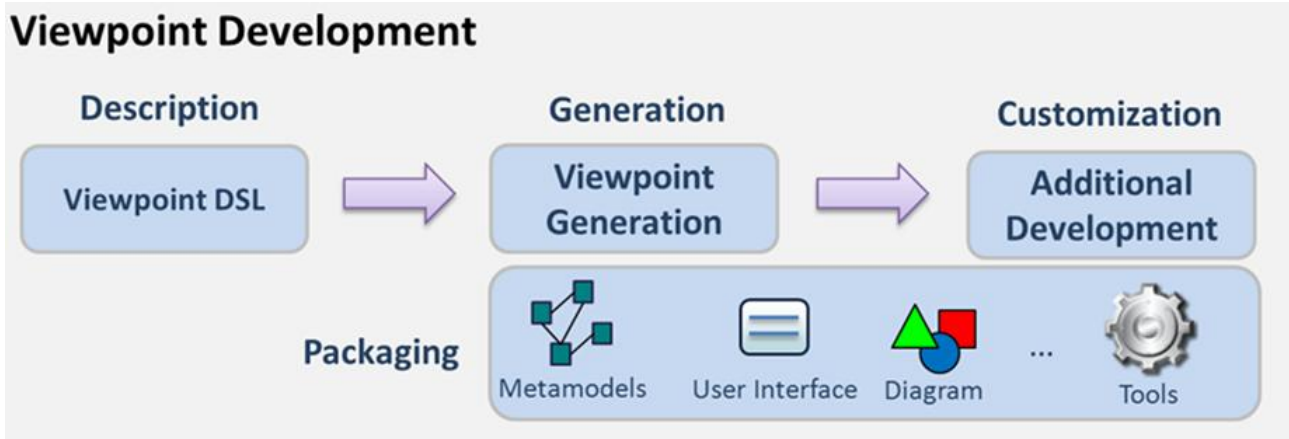 Viewpoint Development
Description
Generation
Customization
Viewpoint DSL
Viewpoint
Generation
Additional
Development
Packaging
Metamodels
User Interface
Diagram
...
Tools